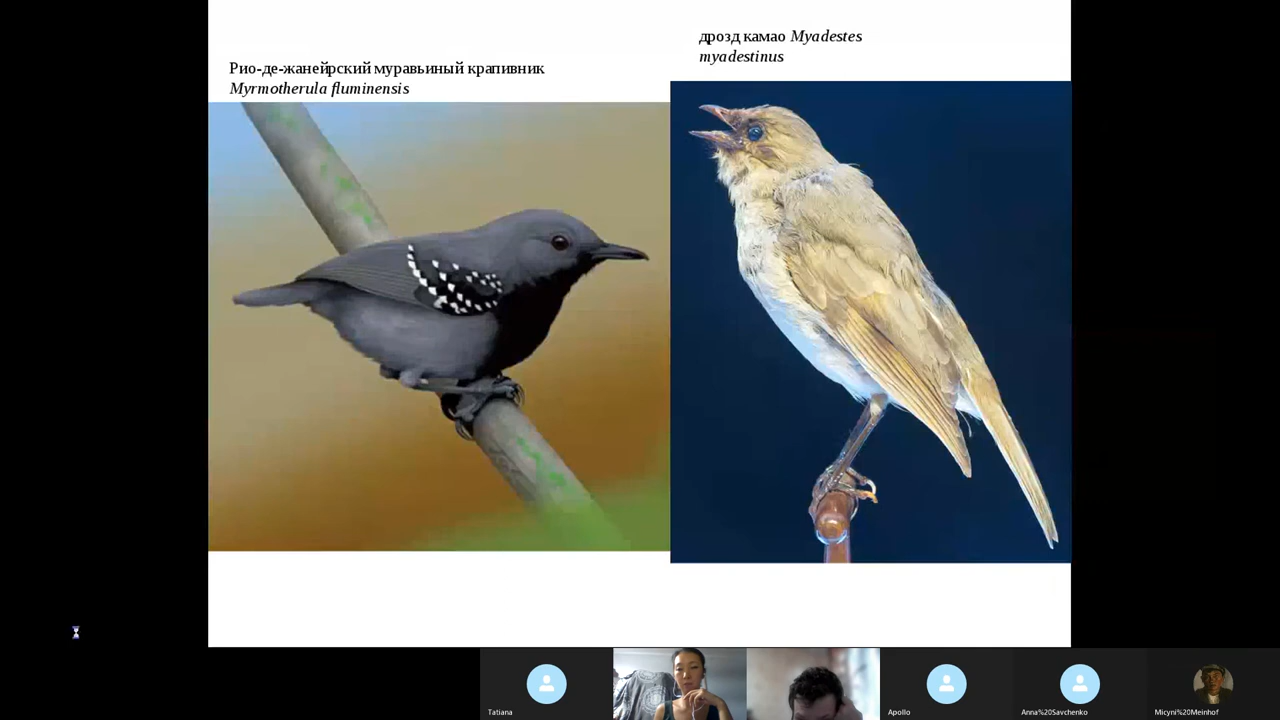 дрозд камао Myadestes
myadestinus
Рио-де-жанейрский муравьиный крапивник
Myrmotherula fluminensis
Tatiana
Apollo
Anna%20Savchenko
Micyni%20Meinhof